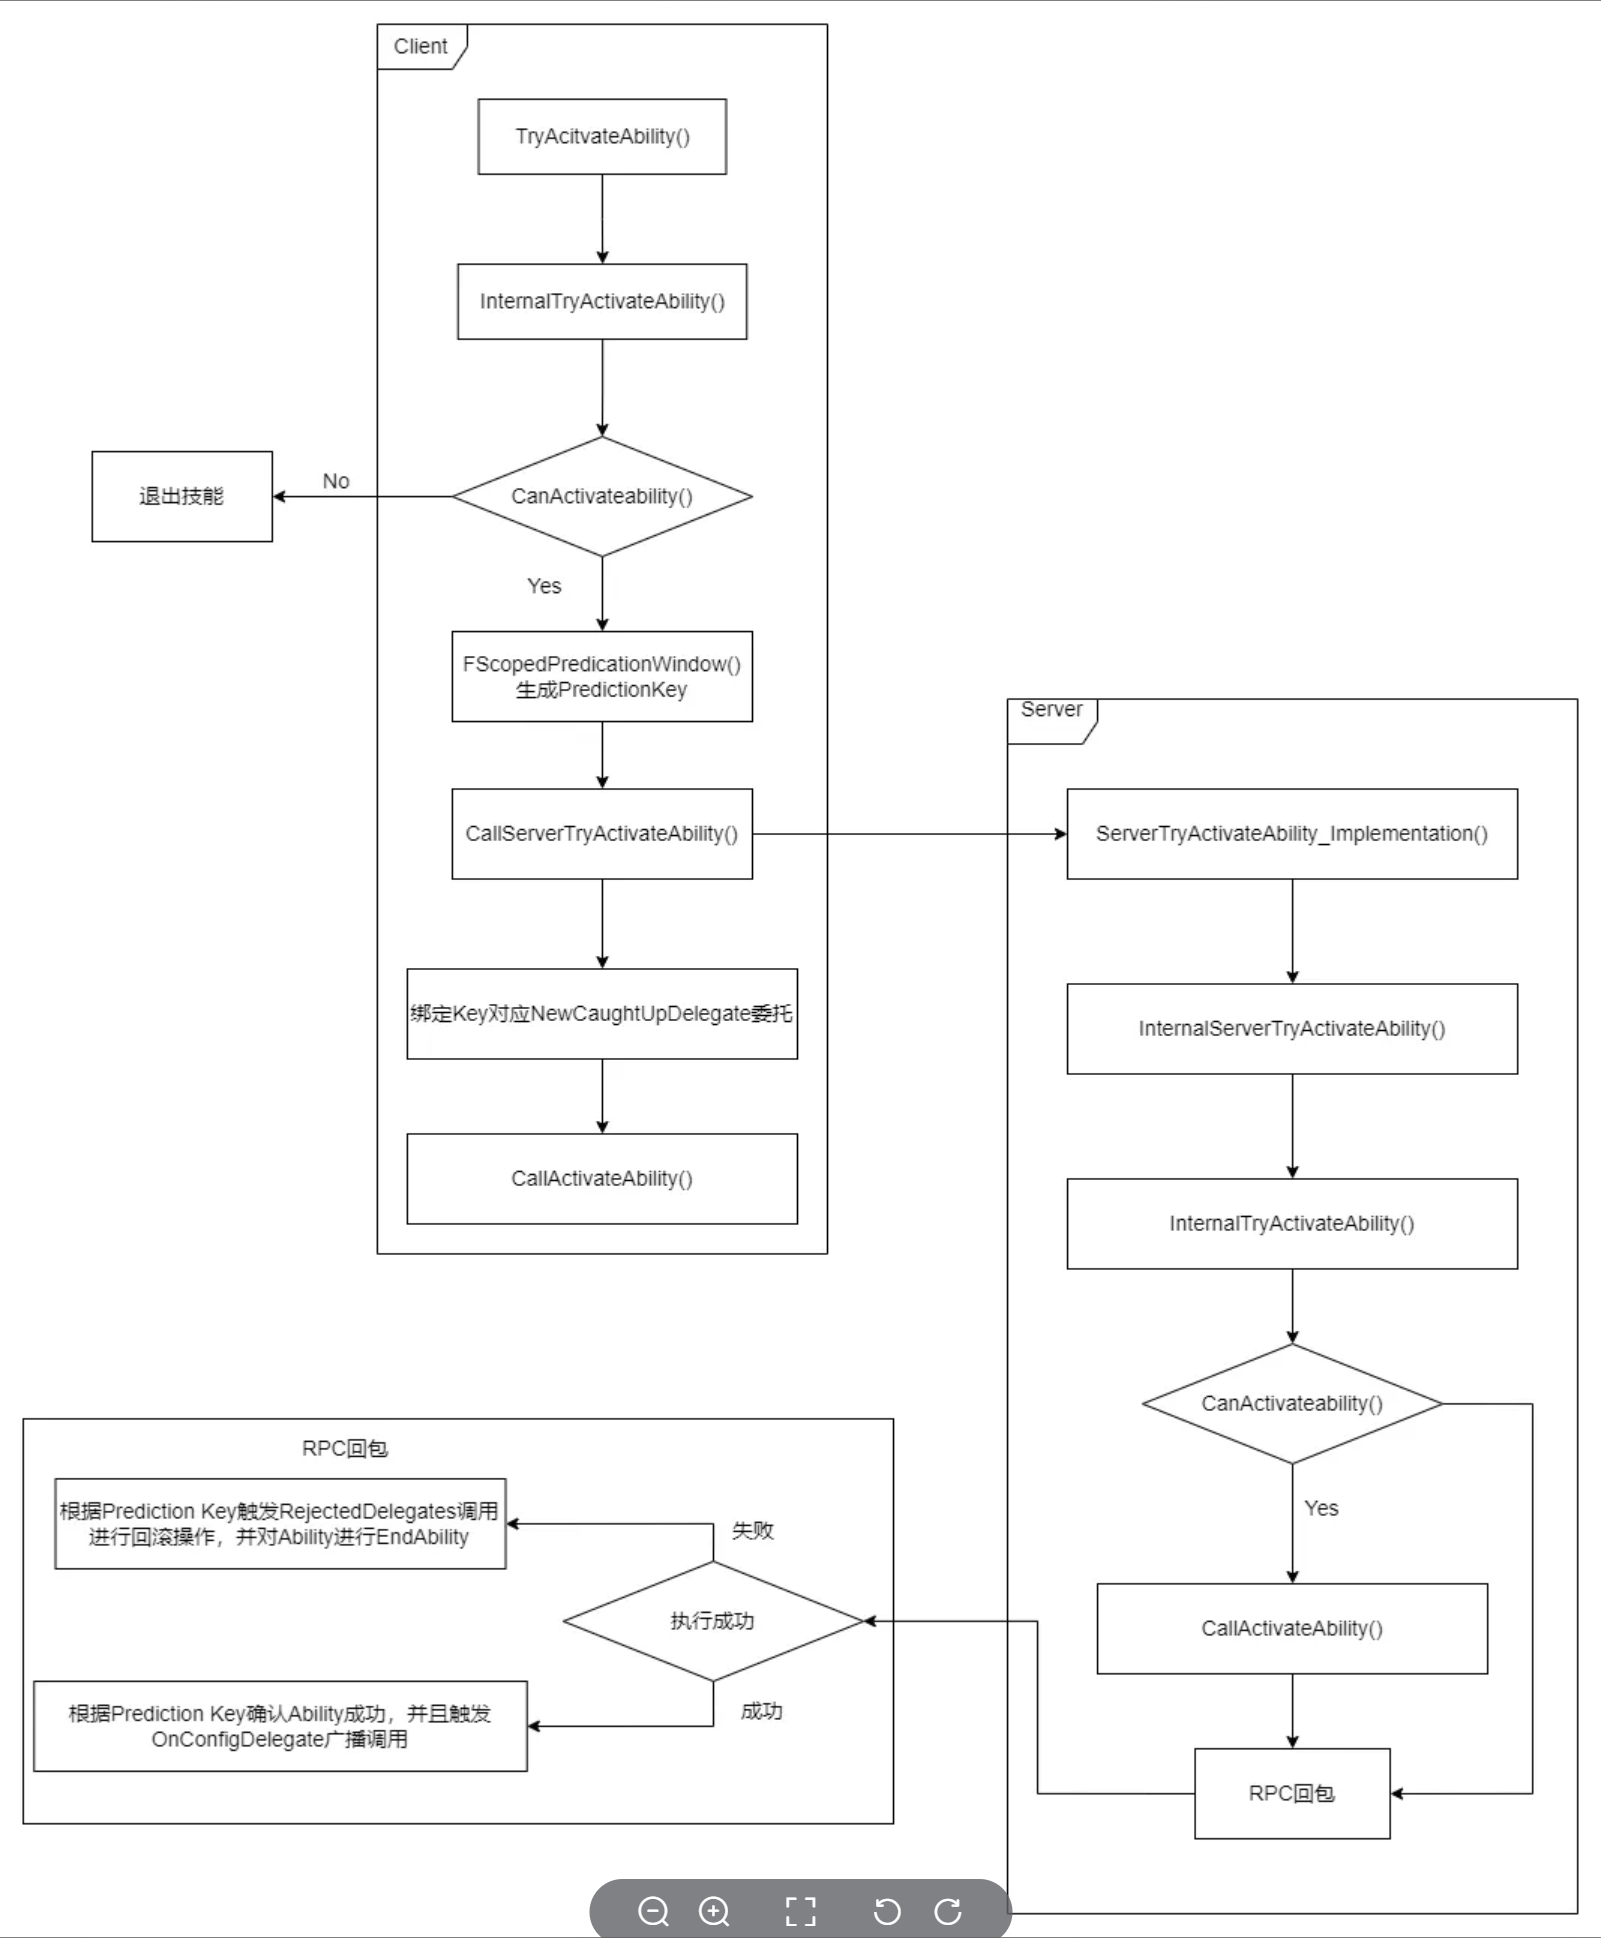 Client
TryAcitvateAbility()
InternalTryActivateAbility()
CanActivateability()
No
退出技能
Yes
FScopedPredicationWindow()
生成PredictionKey
CallServerTryActivateAbility()
绑定Key对应NewCaughtUpDelegate委托
CallActivateAbility()
Server
ServerTryActivateAbility_Implementation()
InternalServerTryActivateAbility()
InternalTryActivateAbility()
CanActivateability()
Yes
CallActivateAbility()
RPC回包
RPC回包
执行成功
失败
根据Prediction Key触发RejectedDelegates调用
进行回滚操作，并对Ability进行EndAbility
成功
根据Prediction Key确认Ability成功，并且触发
OnConfigDelegate广播调用